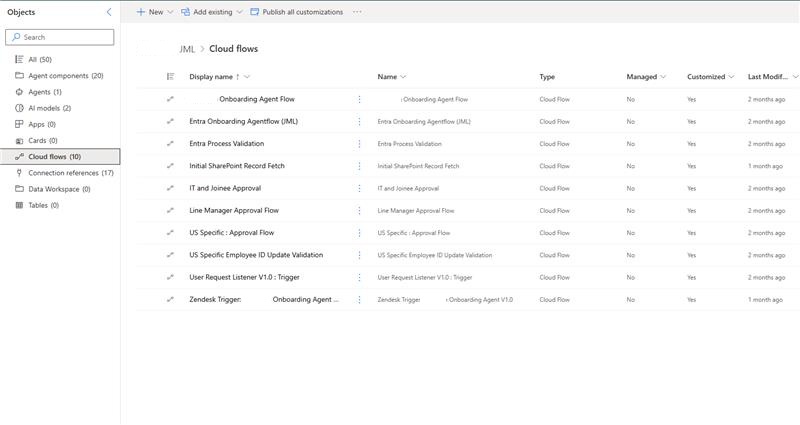 Objects
New
Add existing
Publish all customizations
Search
JML > Cloud flows
All (50)
Agent components (20)
Agents (1)
AI models (2)
Apps (0)
Cards (0)
Cloud flows (10)
Connection references (17)
Data Workspace (0)
Tables (0)
Display name ↑ Name Type Managed Customized Last Modif...
Onboarding Agent Flow Onboarding Agent Flow Cloud Flow No Yes 2 months ago
Entra Onboarding Agentflow (JML) Entra Onboarding Agentflow (JML) Cloud Flow No Yes 2 months ago
Entra Process Validation Entra Process Validation Cloud Flow No Yes 2 months ago
Initial SharePoint Record Fetch Initial SharePoint Record Fetch Cloud Flow No Yes 1 month ago
IT and Joinee Approval IT and Joinee Approval Cloud Flow No Yes 2 months ago
Line Manager Approval Flow Line Manager Approval Flow Cloud Flow No Yes 2 months ago
US Specific : Approval Flow US Specific : Approval Flow Cloud Flow No Yes 2 months ago
US Specific Employee ID Update Validation US Specific Employee ID Update Validation Cloud Flow No Yes 2 months ago
User Request Listener V1.0 : Trigger User Request Listener V1.0 : Trigger Cloud Flow No Yes 2 months ago
Zendesk Trigger: Onboarding Agent ... Zendesk Trigger Onboarding Agent V1.0 Cloud Flow No Yes 1 month ago